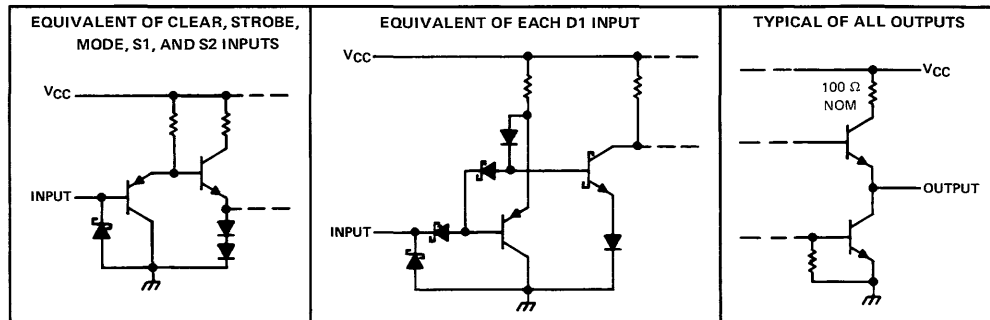 EQUIVALENT OF CLEAR, STROBE,
MODE, S1, AND S2 INPUTS
VCC
INPUT
EQUIVALENT OF EACH D1 INPUT
VCC
INPUT
TYPICAL OF ALL OUTPUTS
VCC
100 Ω
NOM
OUTPUT